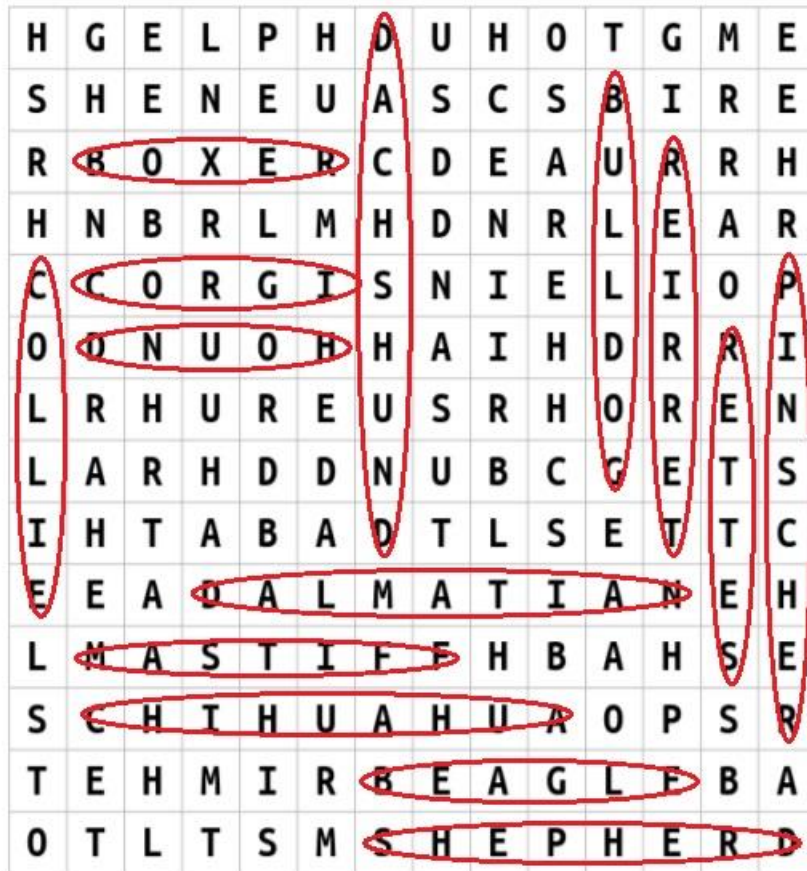 H G E L P H D U H O T G M E
S H E N E U A S C S B I R E
R B O X E R C D E A U R R H
H N B R L M H D N R L E A R
C C O R G I S N I E L I O P
O D N U O H H A I H D R R I
L R H U R E U S R H O R E N
L A R H D D N U B C G E T S
I H T A B A D T L S E T T C
E E A D A L M A T I A N E H
L M A S T I F F H B A H S E
S C H I H U A H U A O P S R
T E H M I R B E A G L E B A
O T L T S M S H E P H E R D